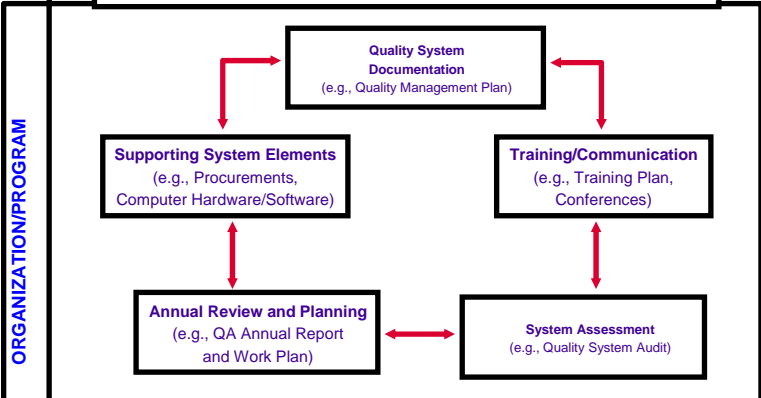 ORGANIZATION/PROGRAM
Quality System
Documentation
(e.g., Quality Management Plan)
Supporting System Elements
(e.g., Procurements,
Computer Hardware/Software)
Training/Communication
(e.g., Training Plan,
Conferences)
Annual Review and Planning
(e.g., QA Annual Report
and Work Plan)
System Assessment
(e.g., Quality System Audit)